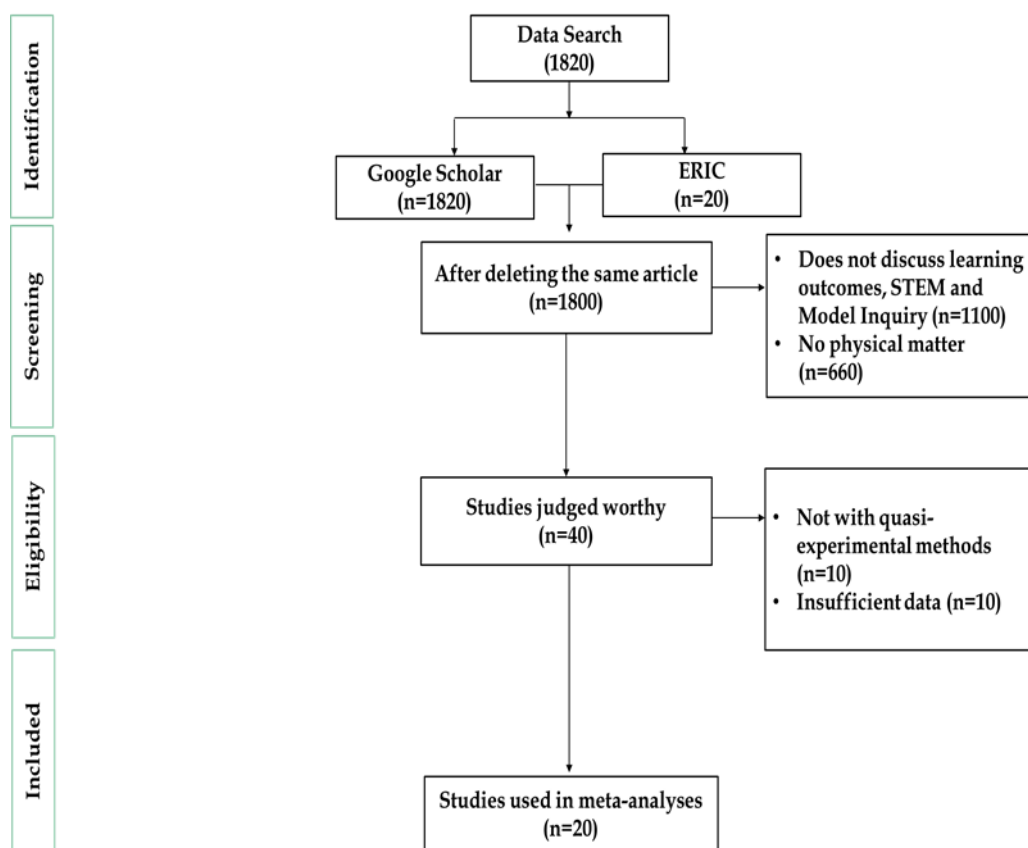 Identification
Data Search
(1820)
Google Scholar
(n=1820)
ERIC
(n=20)
Screening
After deleting the same article
(n=1800)
• Does not discuss learning
outcomes, STEM and
Model Inquiry (n=1100)
• No physical matter
(n=660)
Eligibility
Studies judged worthy
(n=40)
• Not with quasi-
experimental methods
(n=10)
• Insufficient data (n=10)
Included
Studies used in meta-analyses
(n=20)